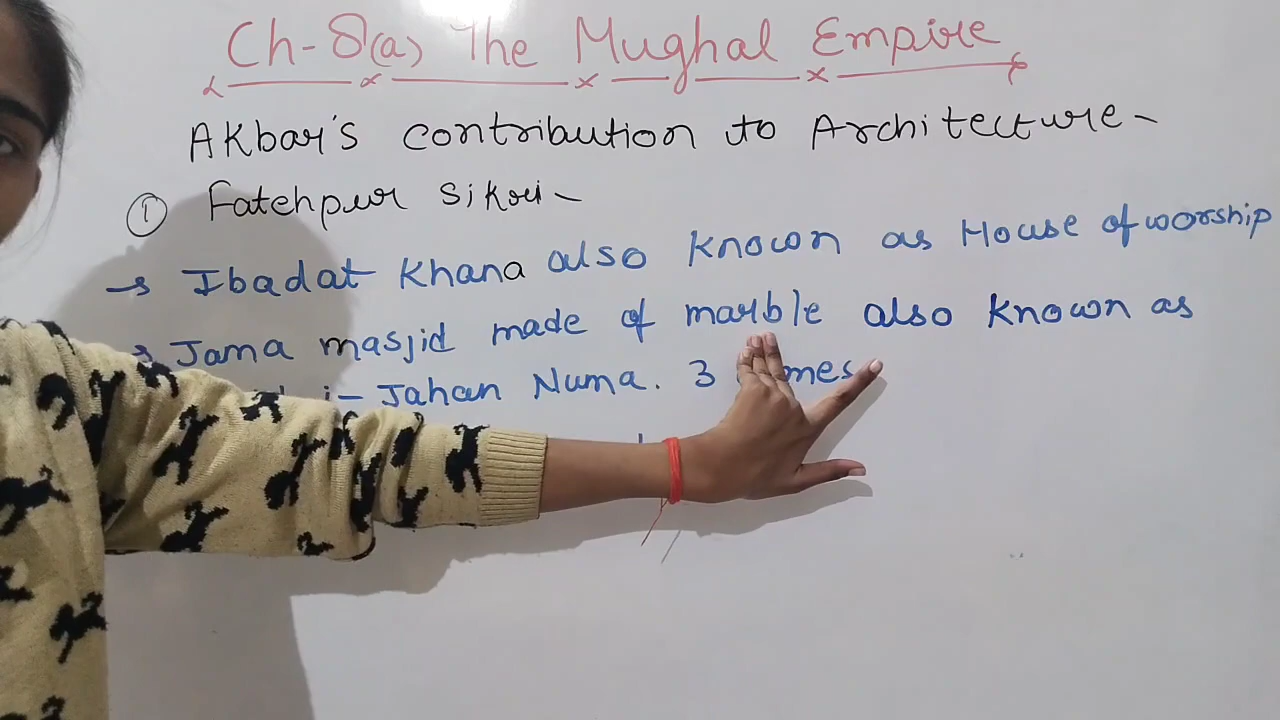 Ch-8(a) The Mughal Empire
Akbar's contribution to Architecture-
① Fatehpur Sikri-
→ Ibadat Khana also known as House of worship
→ Jama masjid made of marble also known as
i- Jahan Numa. 3